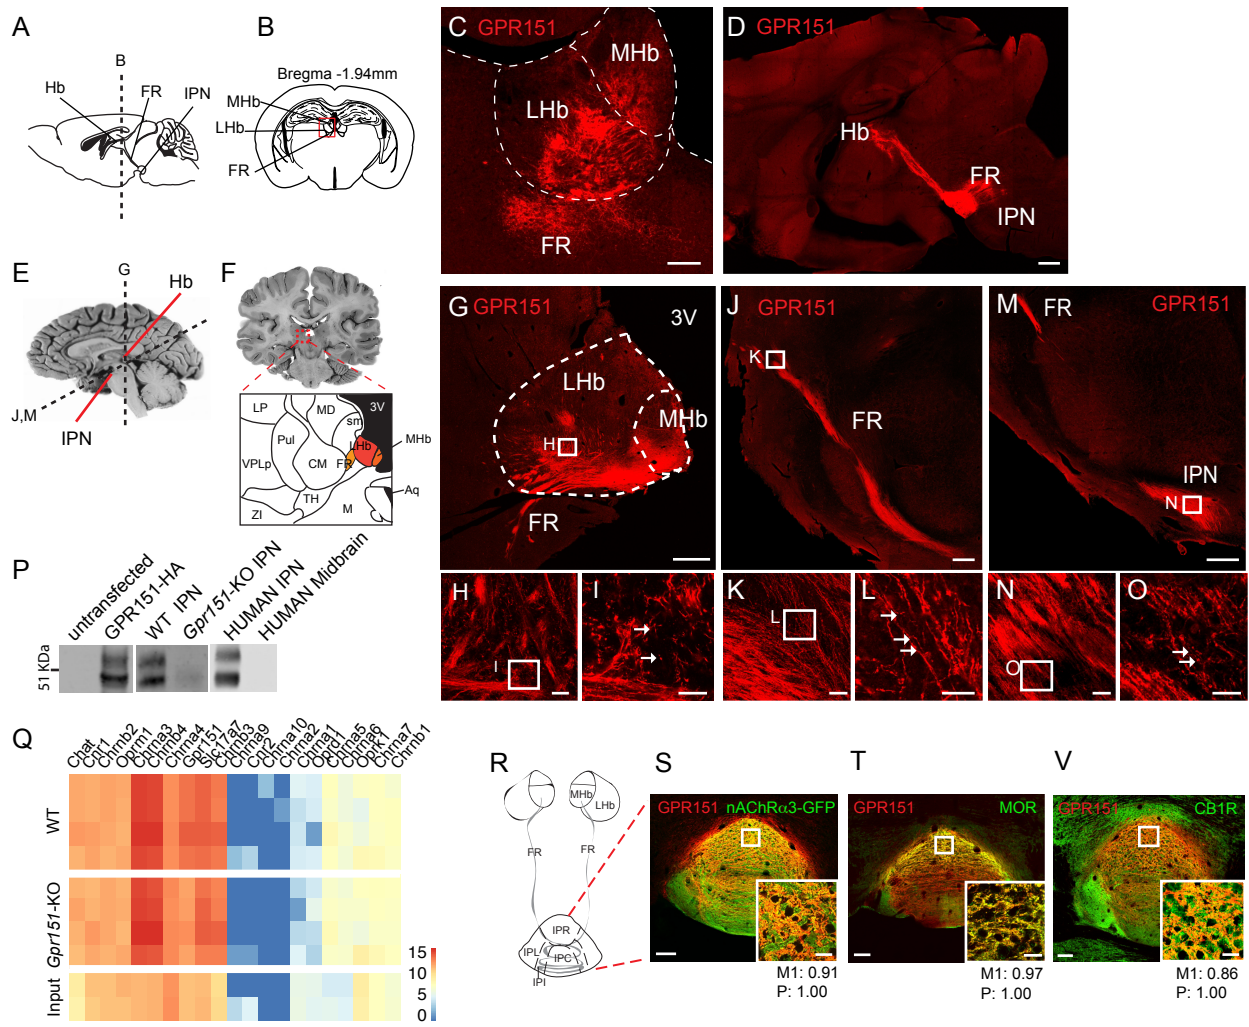 A
B
Hb
FR
IPN
B
Bregma -1.94mm
MHb
LHb
FR
C GPR151
MHb
LHb
FR
D GPR151
Hb
FR
IPN
E
G
Hb
J,M
IPN
F
LP
MD
3V
sm
Pul
LHb
MHb
VPLp
CM
FR
TH
Aq
ZI
M
G GPR151
3V
LHb
MHb
H
FR
J GPR151
K
FR
M GPR151
FR
IPN
N
H
I
I
K
L
L
N
O
O
P
untransfected
GPR151-HA
WT IPN
Gpr151-KO IPN
HUMAN IPN
HUMAN Midbrain
51 KDa
Q
Chat
Cnr1
Chrnb2
Oprm1
Chrna3
Chrnb4
Chrna4
Gpr151
Slc17a7
Chrnb3
Chrna9
Cnr2
Chrna10
Chrna2
Chrna1
Oprd1
Chrna5
Chrna6
Oprk1
Chrna7
Chrnb1
WT
Gpr151-KO
Input
15
10
5
0
R
MHb
LHb
FR
FR
IPR
IPL
IPC
IPI
S
GPR151 nAChRα3-GFP
M1: 0.91
P: 1.00
T
GPR151 MOR
M1: 0.97
P: 1.00
V
GPR151 CB1R
M1: 0.86
P: 1.00